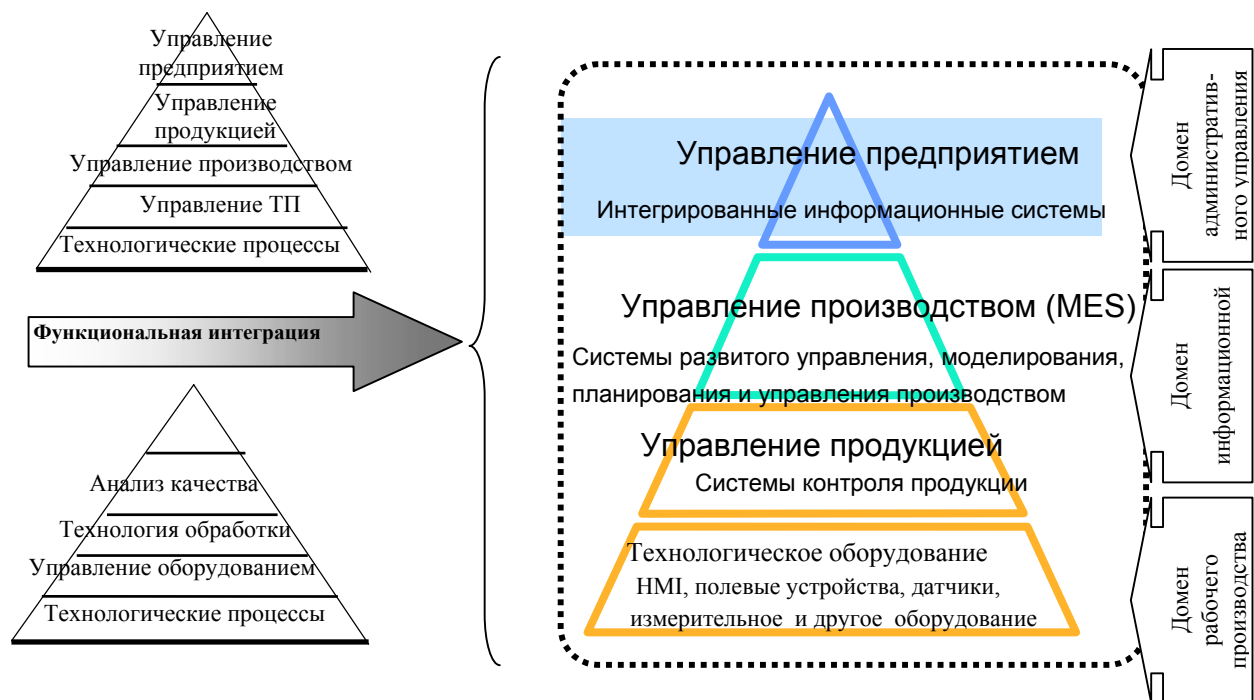 Управление
предприятием
Управление
продукцией
Управление производством
Управление ТП
Технологические процессы
Функциональная интеграция
Анализ качества
Технология обработки
Управление оборудованием
Технологические процессы
Управление предприятием
Интегрированные информационные системы
Управление производством (MES)
Системы развитого управления, моделирования,
планирования и управления производством
Управление продукцией
Системы контроля продукции
Технологическое оборудование
HMI, полевые устройства, датчики,
измерительное и другое оборудование
Домен
административ-
ного управления
Домен
информационной
Домен
рабочего
производства